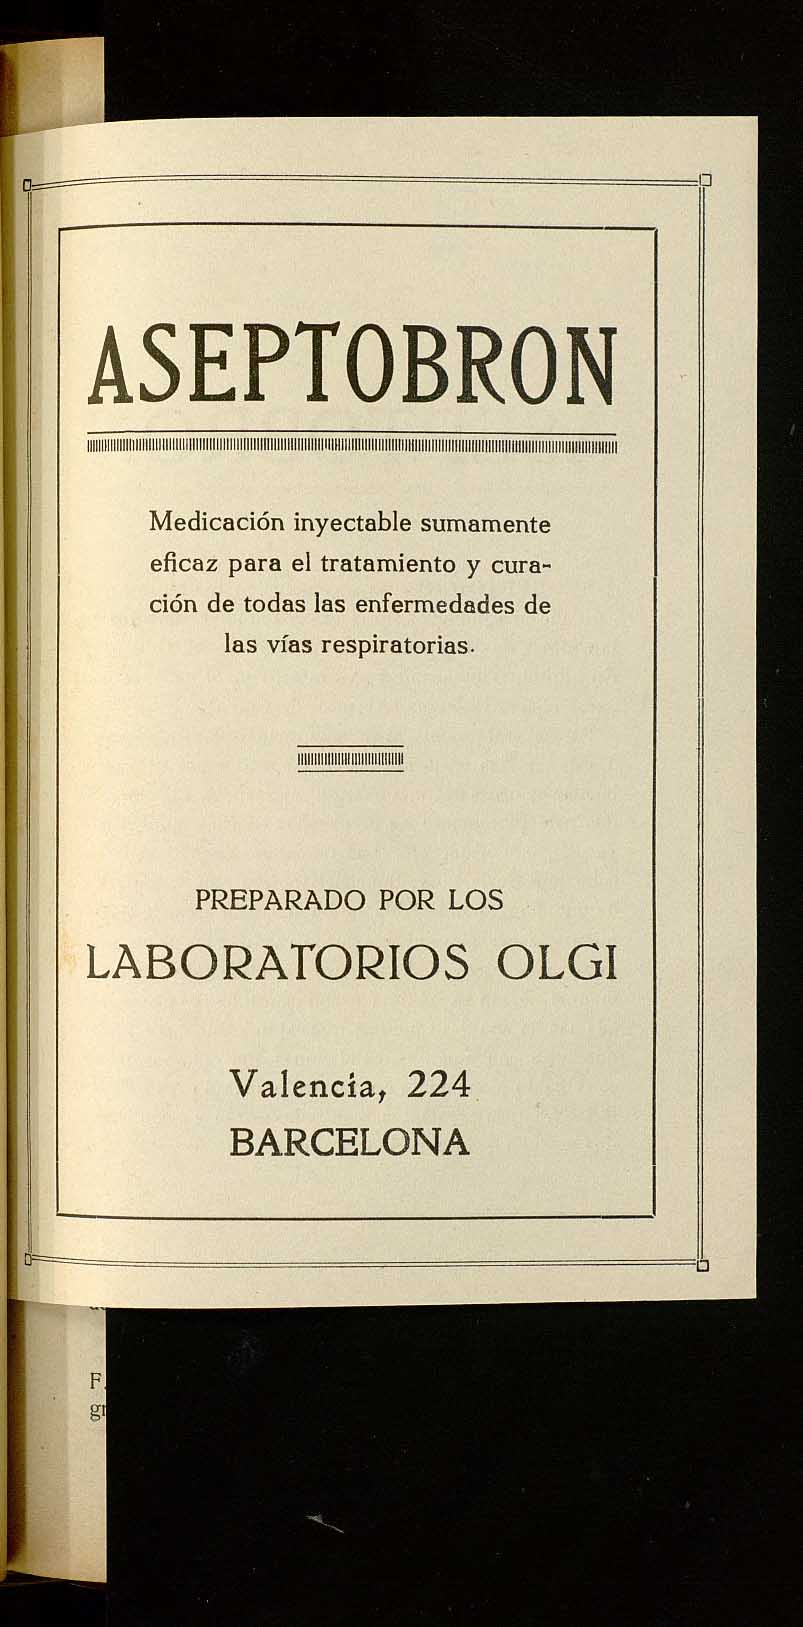 ASEPTOBRON
Medicación inyectable sumamente
eficaz para el tratamiento y cura-
ción de todas las enfermedades de
las vías respiratorias.
PREPARADO POR LOS
LABORATORIOS OLGI
Valencia, 224
BARCELONA
F.
gr